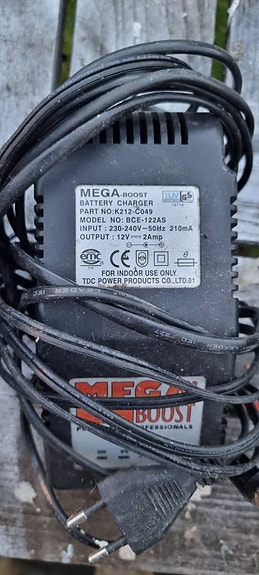 MEGA-BOOST
BATTERY CHARGER
PART NO:K212-C049
MODEL NO: BCE-122AS
INPUT : 230-240V~50Hz 210mA
OUTPUT : 12V⎓2Amp
FOR INDOOR USE ONLY.
TDC POWER PRODUCTS CO.,LTD.01
MEGA
BOOST